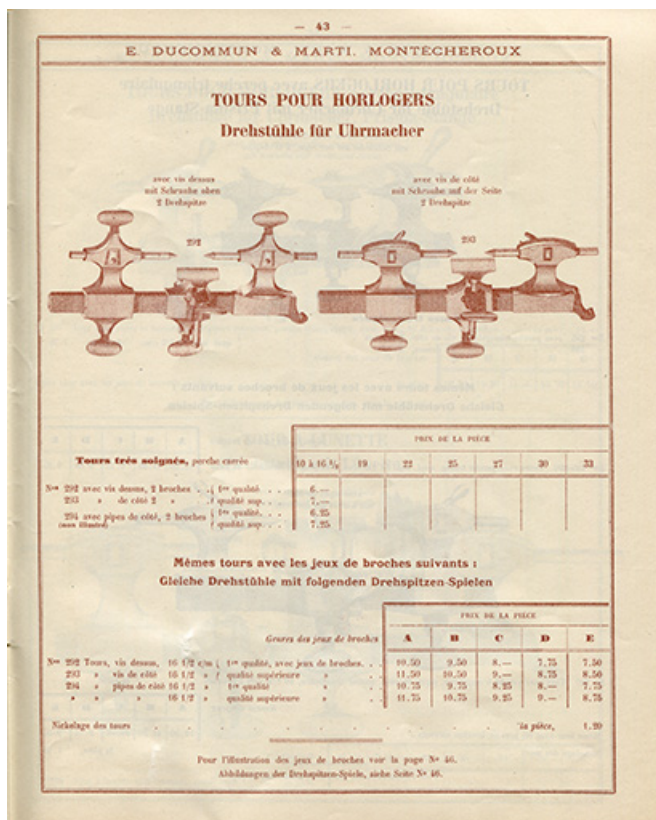 — 43 —
E. DUCOMMUN & MARTI. MONTÉCHEROUX
TOURS POUR HORLOGERS
Drehstühle für Uhrmacher
avec vis dessus
mit Schraube oben
2 Drehspitze
292
avec vis de côté
mit Schraube auf der Seite
2 Drehspitze
293
PRIX DE LA PIÈCE
Tours très soignés, perche carrée 10 à 16 ½ 19 22 25 27 30 33
Nos 292 avec vis dessus, 2 broches . . 1re qualité . . . 6.—
293 » de côté 2 » . qualité sup. . . . 7.—
294 avec pipes de côté, 2 broches 1re qualité. . . . 6.25
(non illustré) qualité sup. . . . 7.25
Mêmes tours avec les jeux de broches suivants :
Gleiche Drehstühle mit folgenden Drehspitzen-Spielen
PRIX DE LA PIÈCE
Genres des jeux de broches A B C D E
Nos 292 Tours, vis dessus, 16 1/2 c/m 1re qualité, avec jeux de broches. . . 10.50 9.50 8.— 7.75 7.50
293 » vis de côté 16 1/2 » qualité supérieure » . . 11.50 10.50 9.— 8.75 8.50
294 » pipes de côté 16 1/2 » 1re qualité » . . 10.75 9.75 8.25 8.— 7.75
» » » 16 1/2 » qualité supérieure » . . 11.75 10.75 9.25 9.— 8.75
Nickelage des tours . . . . . . . . . . la pièce, 1.20
Pour l'illustration des jeux de broches voir la page No 46.
Abbildungen der Drehspitzen-Spiele, siehe Seite No 46.